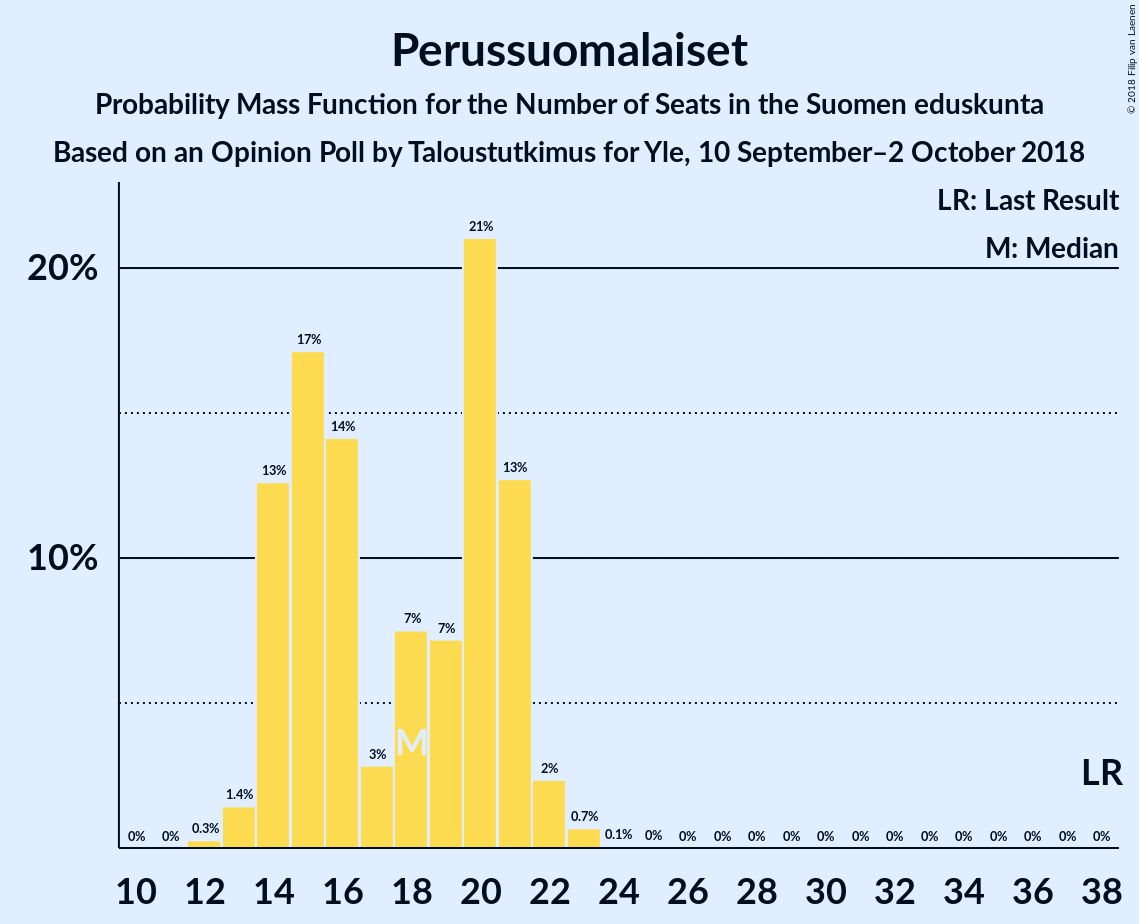 Perussuomalaiset
Probability Mass Function for the Number of Seats in the Suomen eduskunta
Based on an Opinion Poll by Taloustutkimus for Yle, 10 September–2 October 2018
© 2018 Filip van Laenen
LR: Last Result
M: Median
20%
10%
0% 0% 0.3% 1.4% 13% 17% 14% 3% 7% 7% 21% 13% 2% 0.7% 0.1% 0% 0% 0% 0% 0% 0% 0% 0% 0% 0% 0% 0% 0% 0%
M
LR
10 12 14 16 18 20 22 24 26 28 30 32 34 36 38